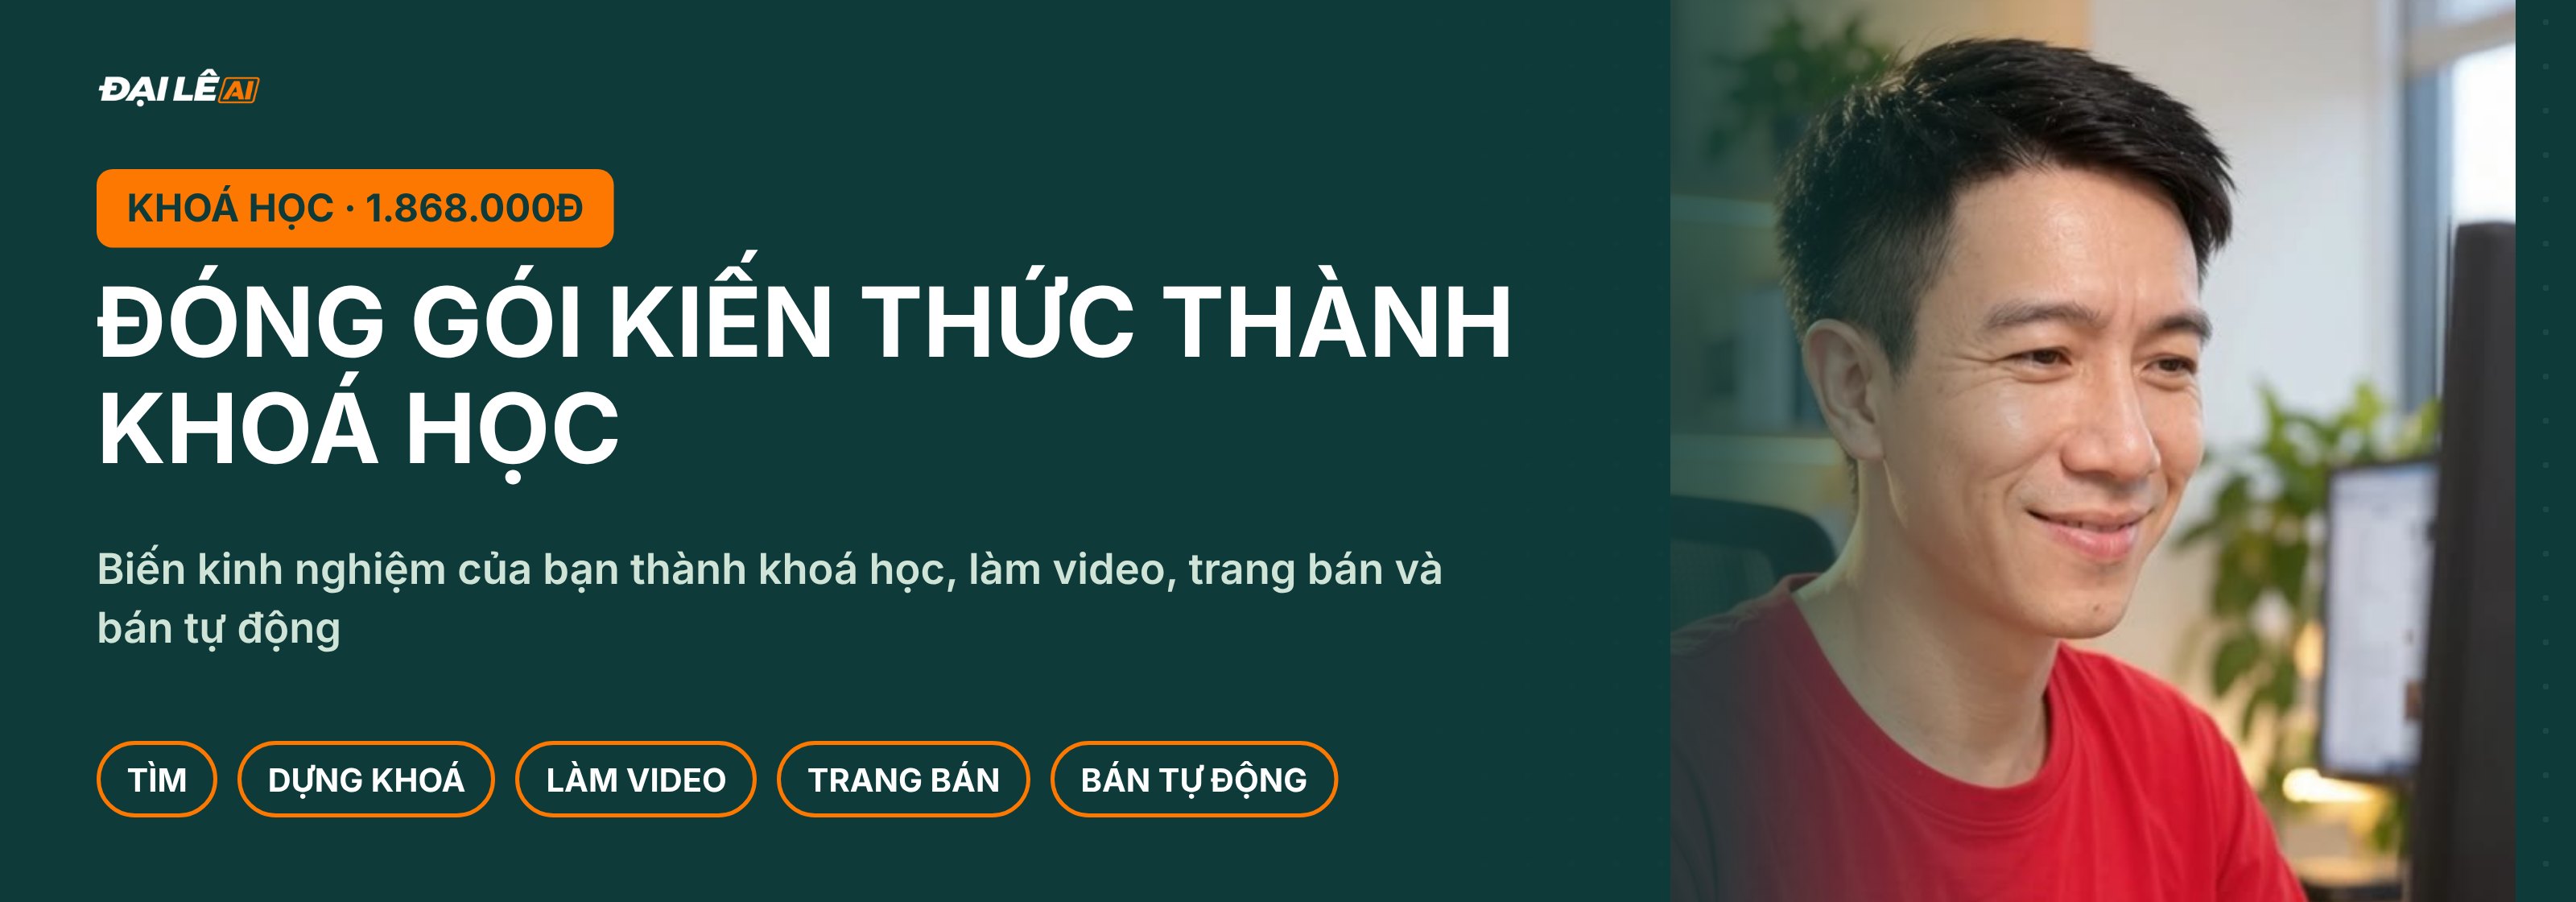 ĐẠI LÊ AI
KHOÁ HỌC · 1.868.000Đ
ĐÓNG GÓI KIẾN THỨC THÀNH
KHOÁ HỌC
Biến kinh nghiệm của bạn thành khoá học, làm video, trang bán và
bán tự động
TÌM
DỰNG KHOÁ
LÀM VIDEO
TRANG BÁN
BÁN TỰ ĐỘNG